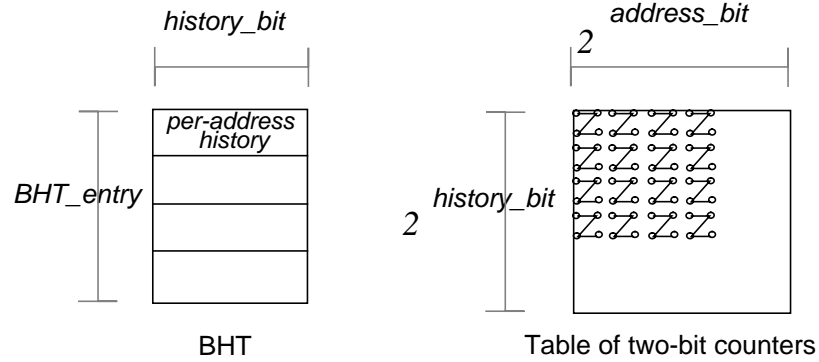 history_bit
address_bit
2
per-address
history
BHT_entry
history_bit
2
BHT
Table of two-bit counters